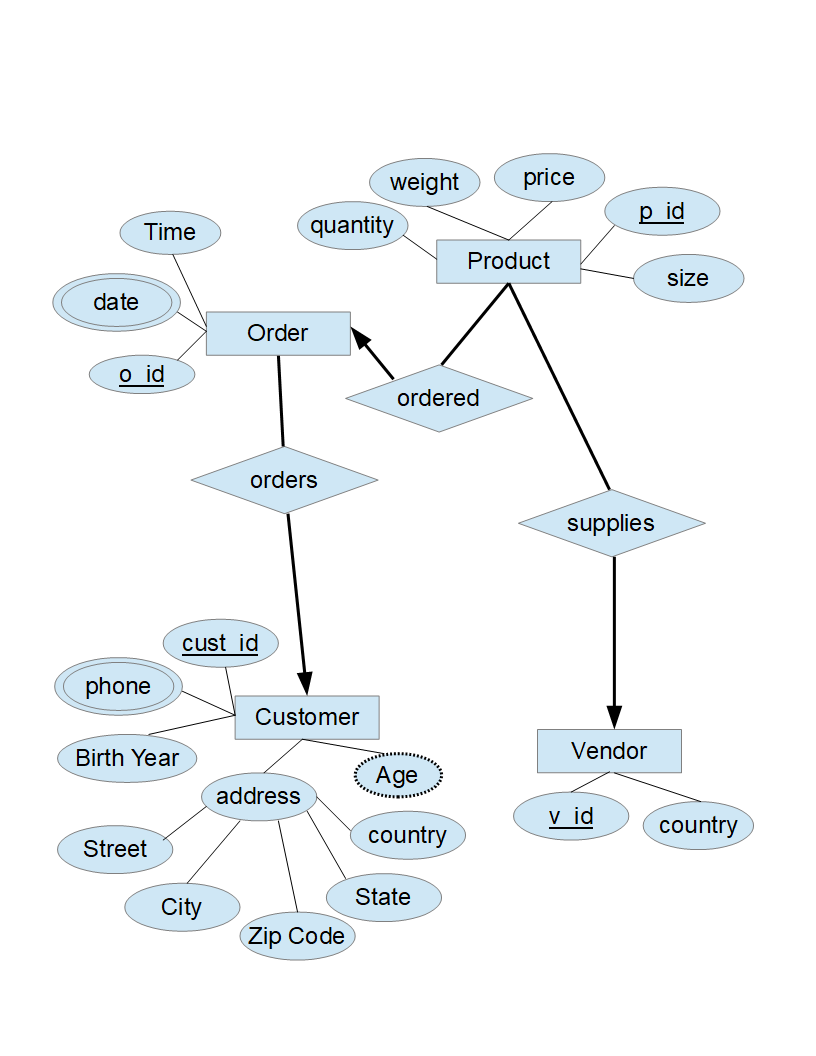 weight
price
quantity
p_id
Time
Product
size
date
Order
o_id
ordered
orders
supplies
cust_id
phone
Customer
Birth Year
Vendor
Age
address
v_id
country
country
Street
State
City
Zip Code